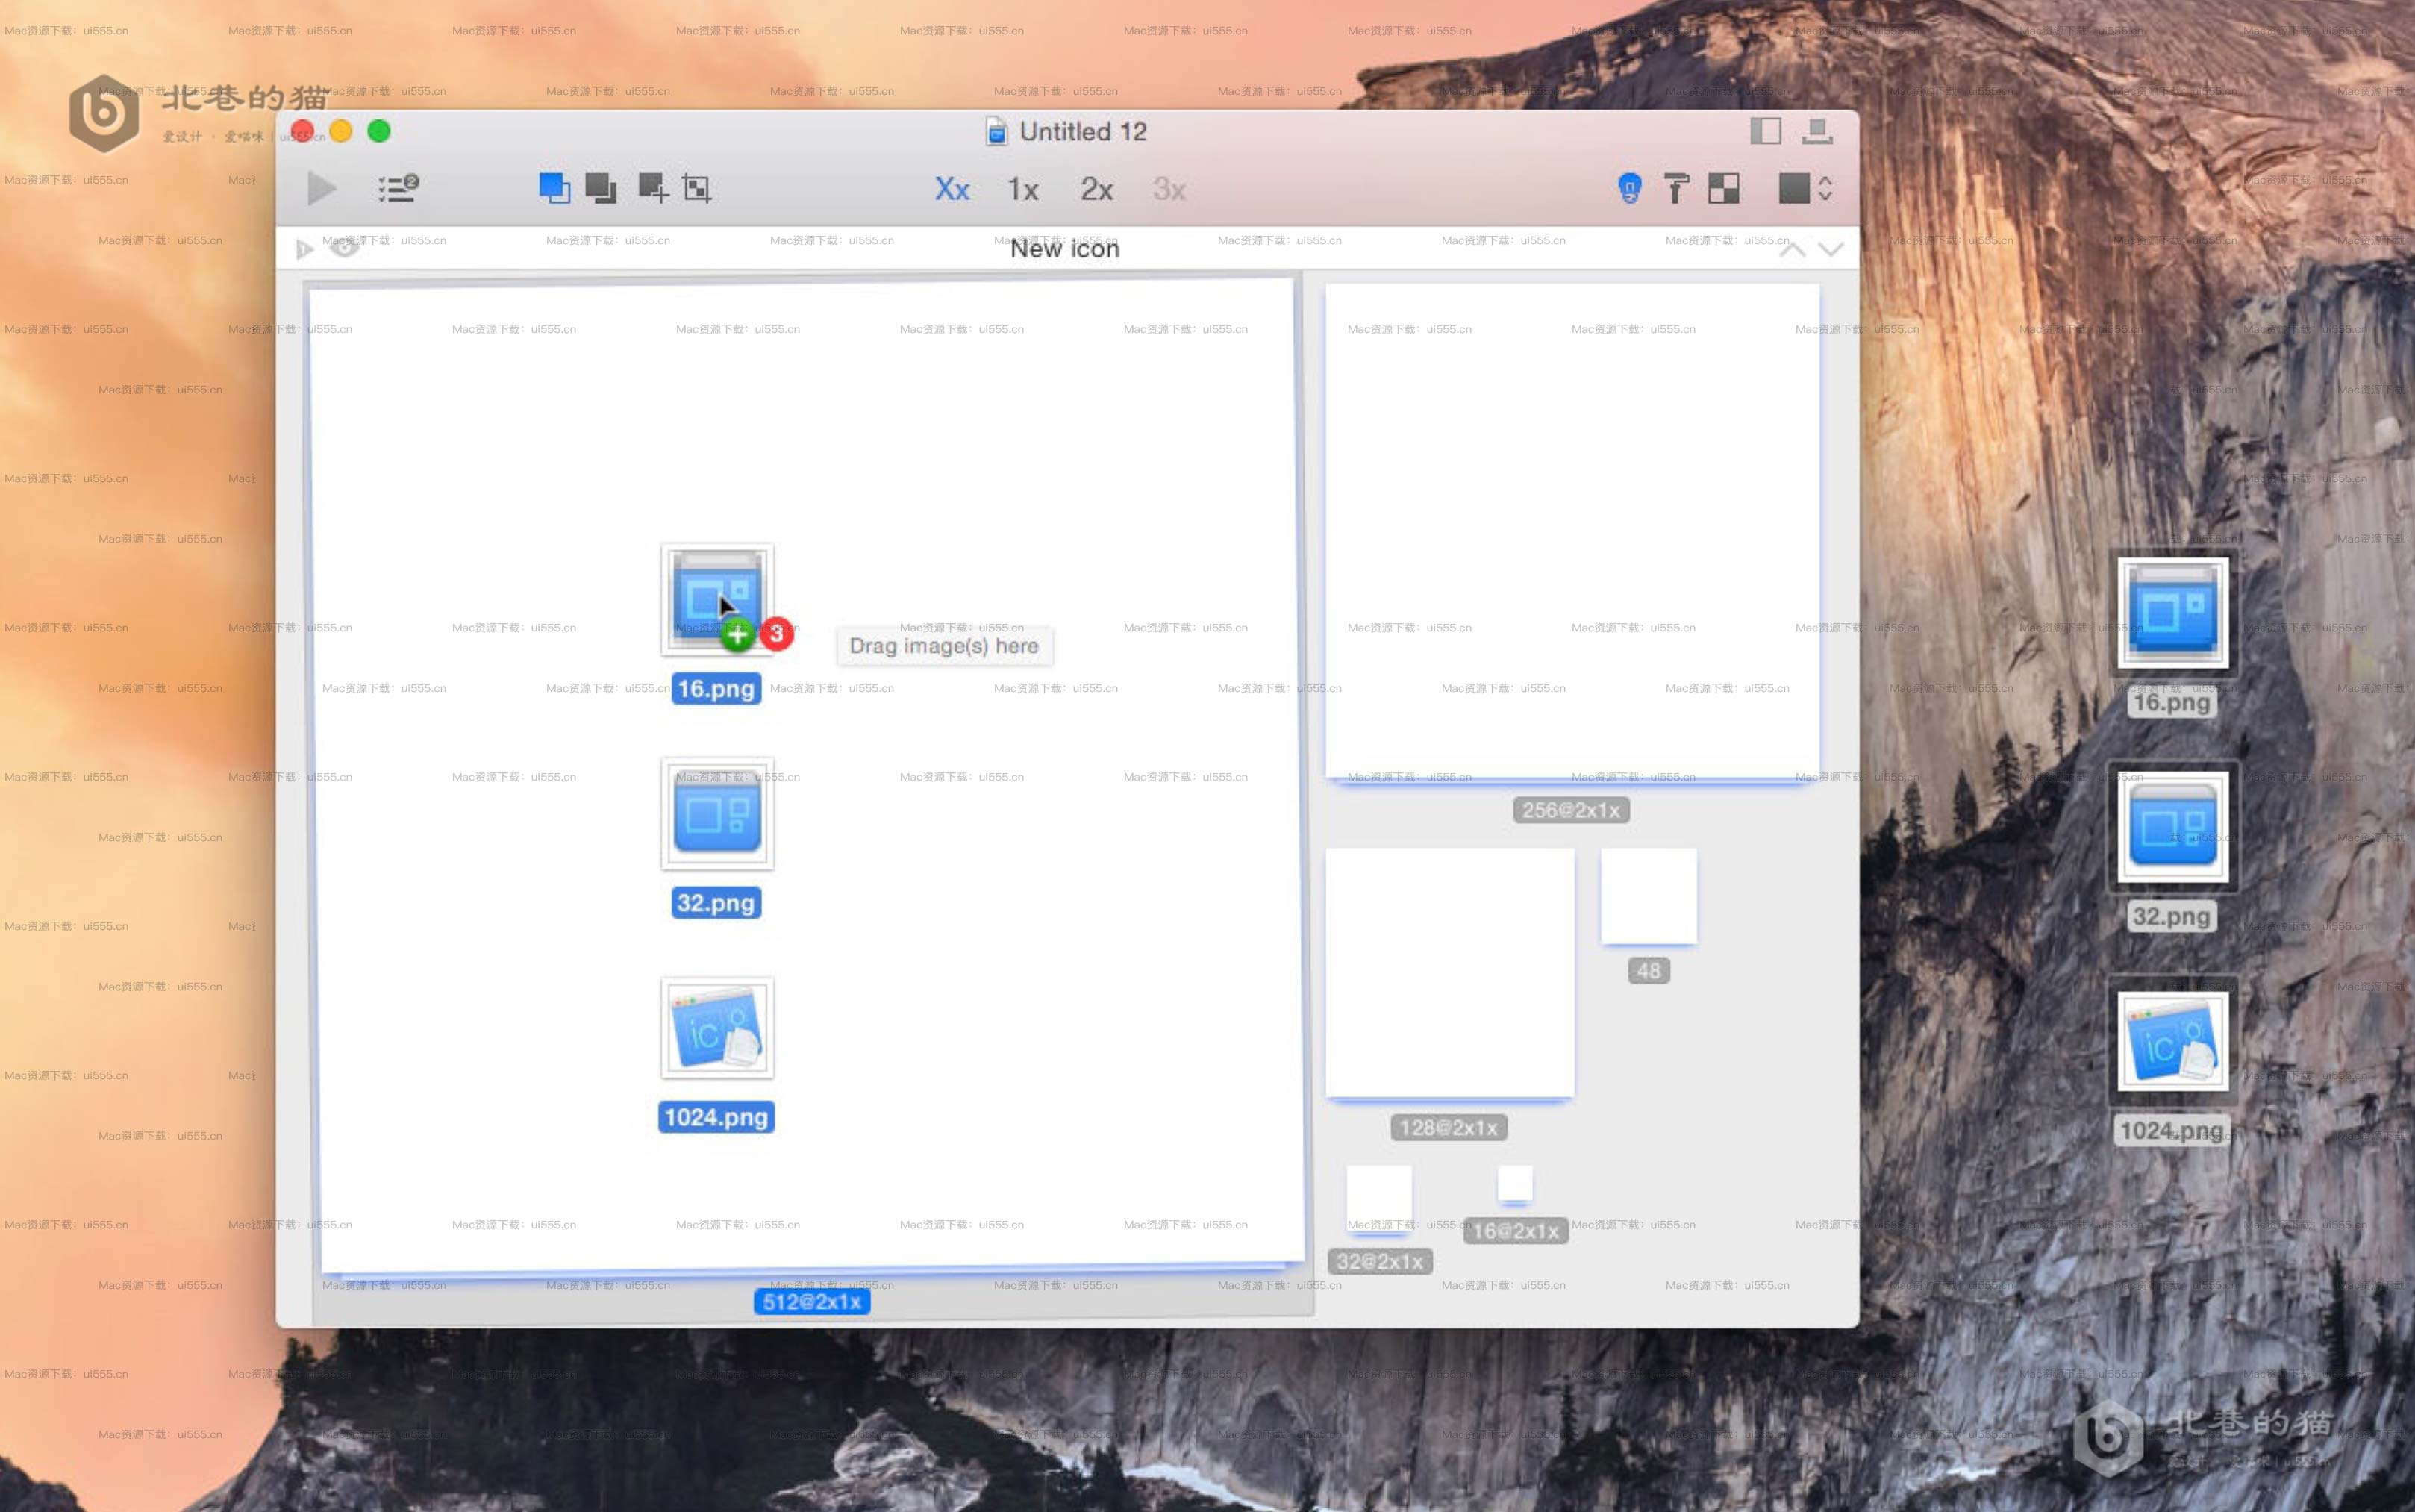 Mac资源下载：ui555.cn
北巷的猫
爱设计 · 爱喵咪 | ui555.cn
Untitled 12
2
Xx 1x 2x 3x
New icon
3
Drag image(s) here
16.png
32.png
1024.png
512@2x1x
256@2x1x
128@2x1x
48
32@2x1x
16@2x1x
16.png
32.png
1024.png
北巷的猫